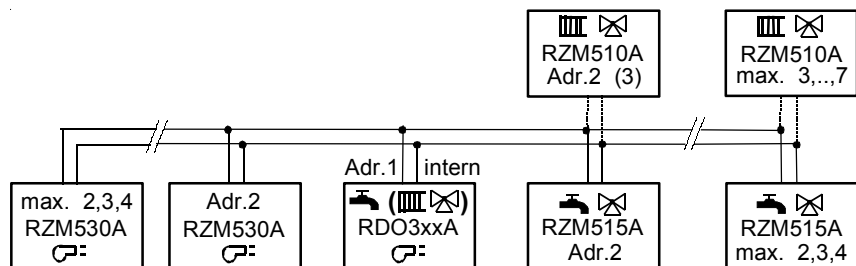 RZM510A
Adr.2 (3)
RZM510A
max. 3,..,7
Adr.1 intern
max. 2,3,4
RZM530A
Adr.2
RZM530A
( )
RDO3xxA
RZM515A
Adr.2
RZM515A
max. 2,3,4